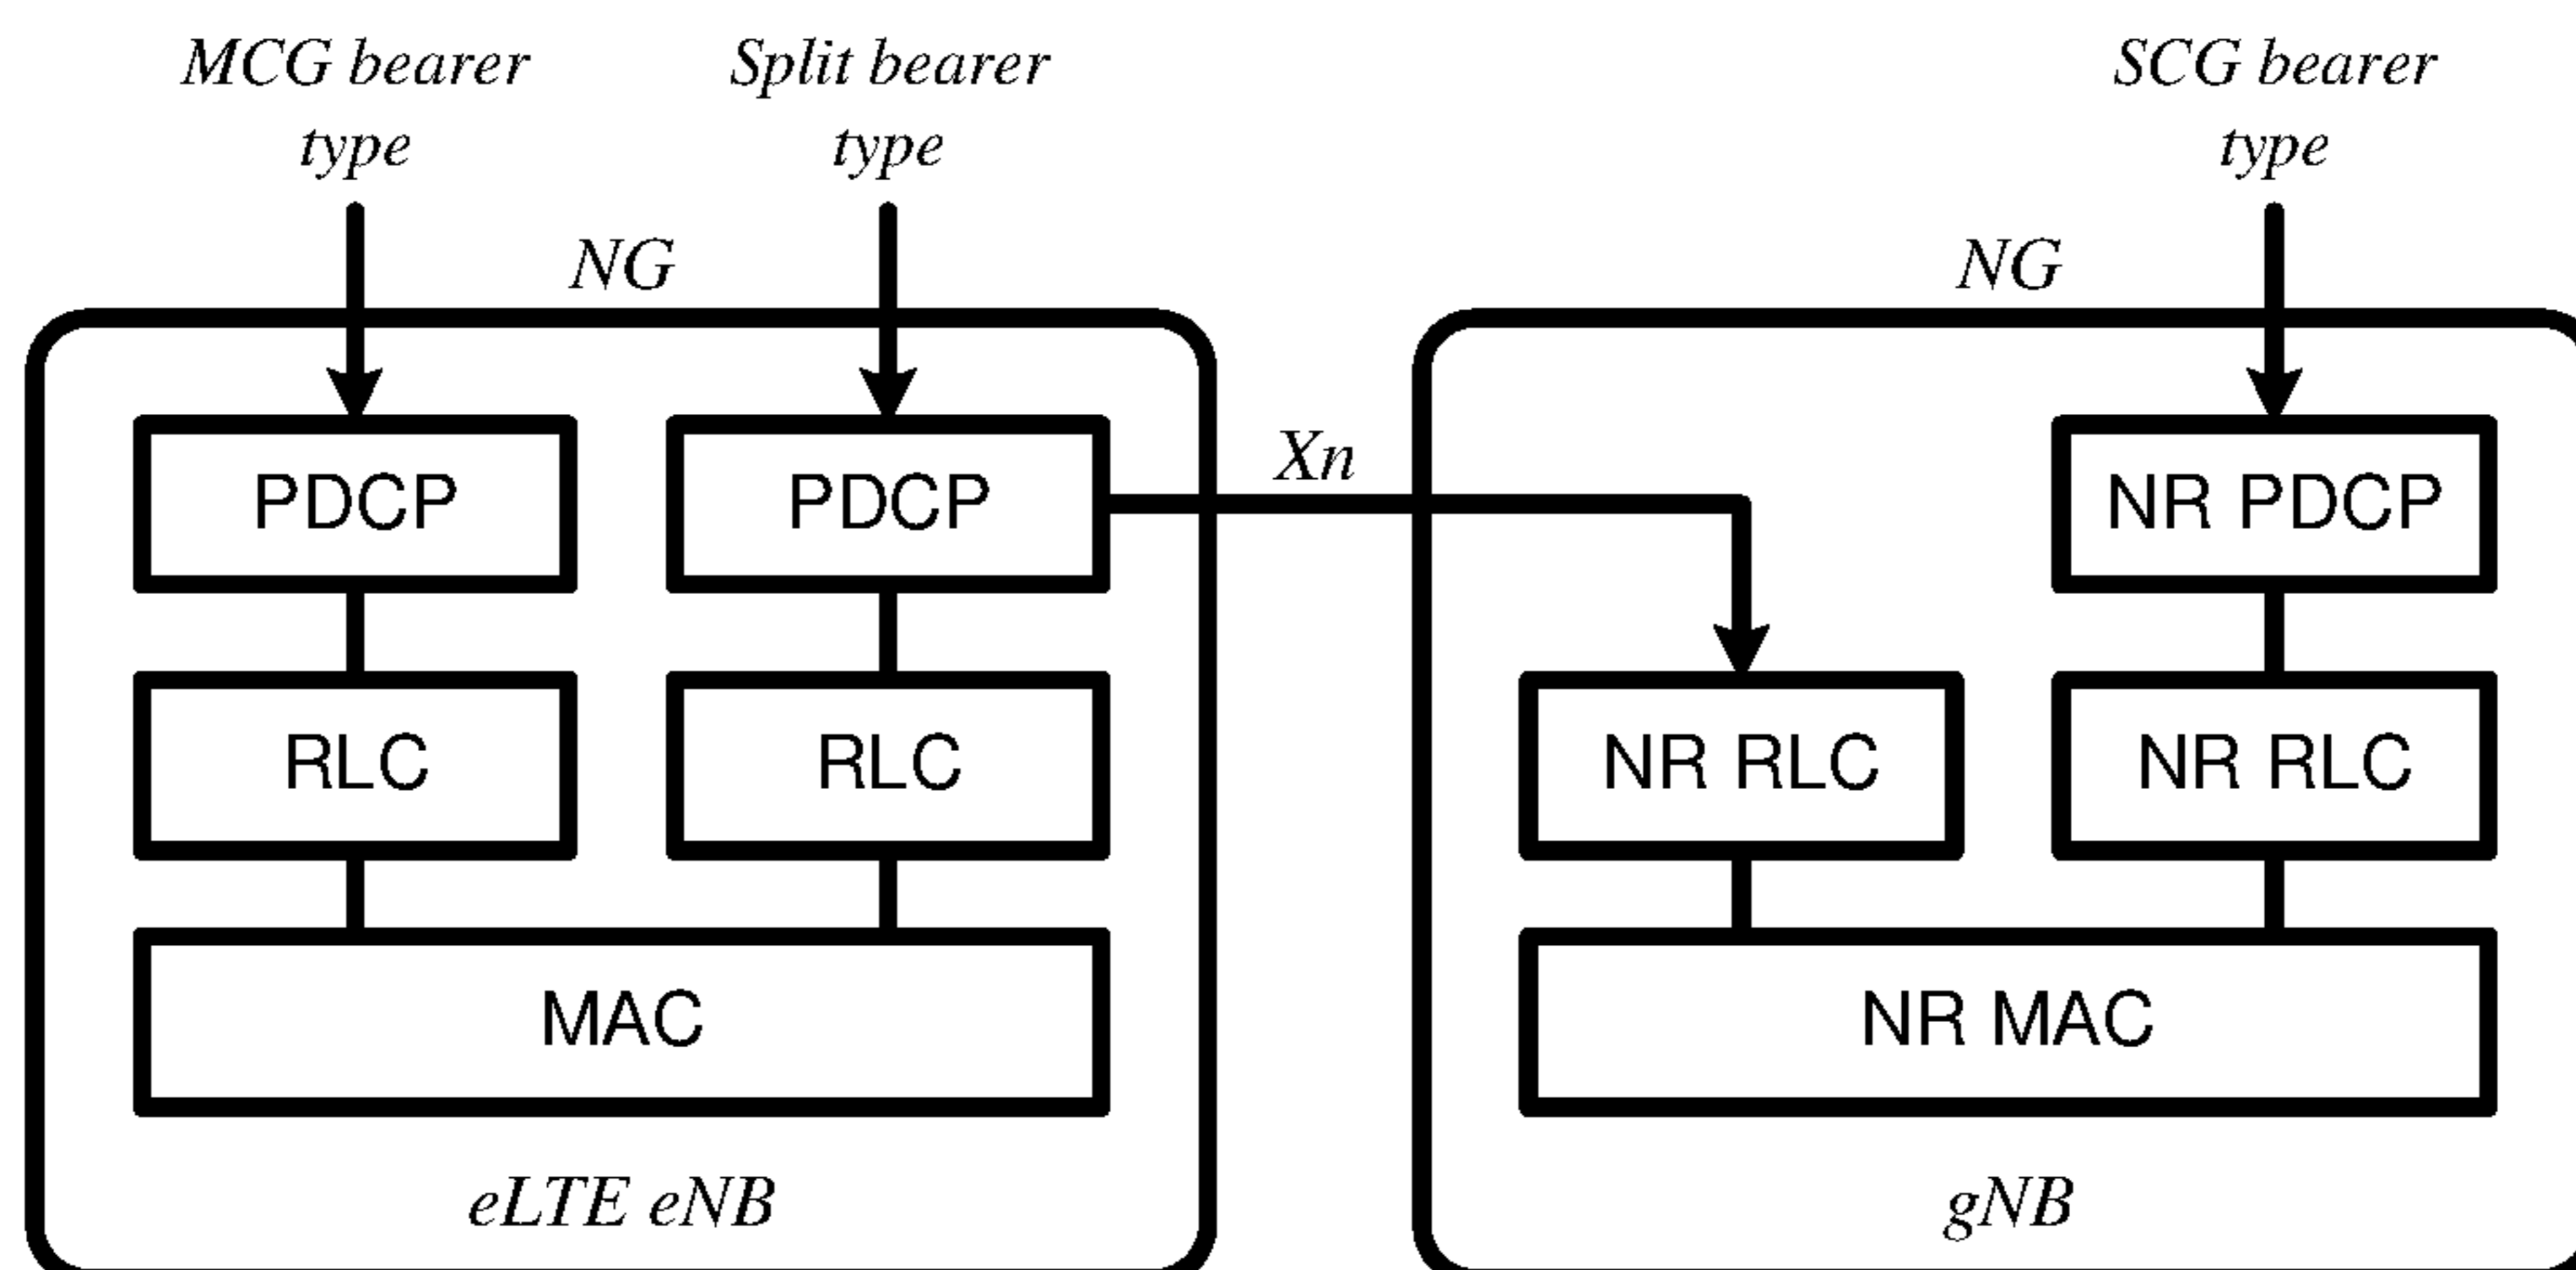 MCG bearer
type
Split bearer
type
SCG bearer
type
NG
NG
Xn
PDCP
PDCP
NR PDCP
RLC
RLC
NR RLC
NR RLC
MAC
NR MAC
eLTE eNB
gNB